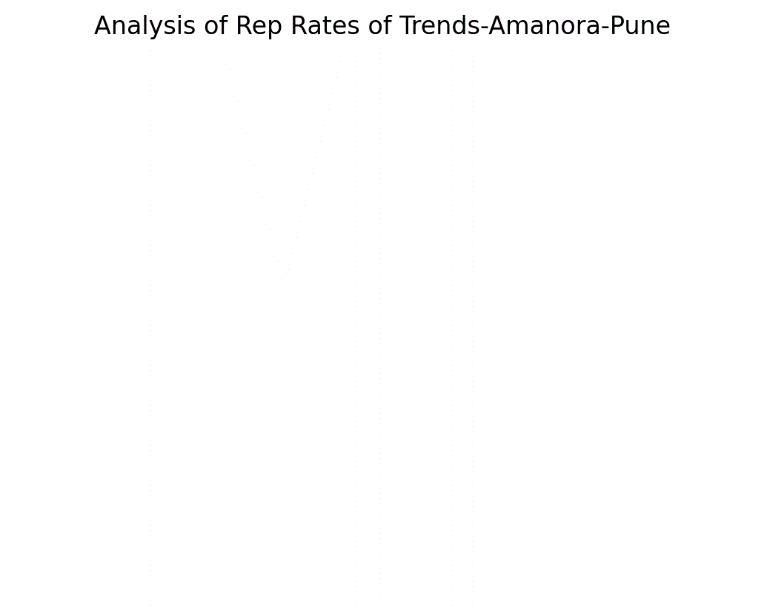 Analysis of Rep Rates of Trends-Amanora-Pune